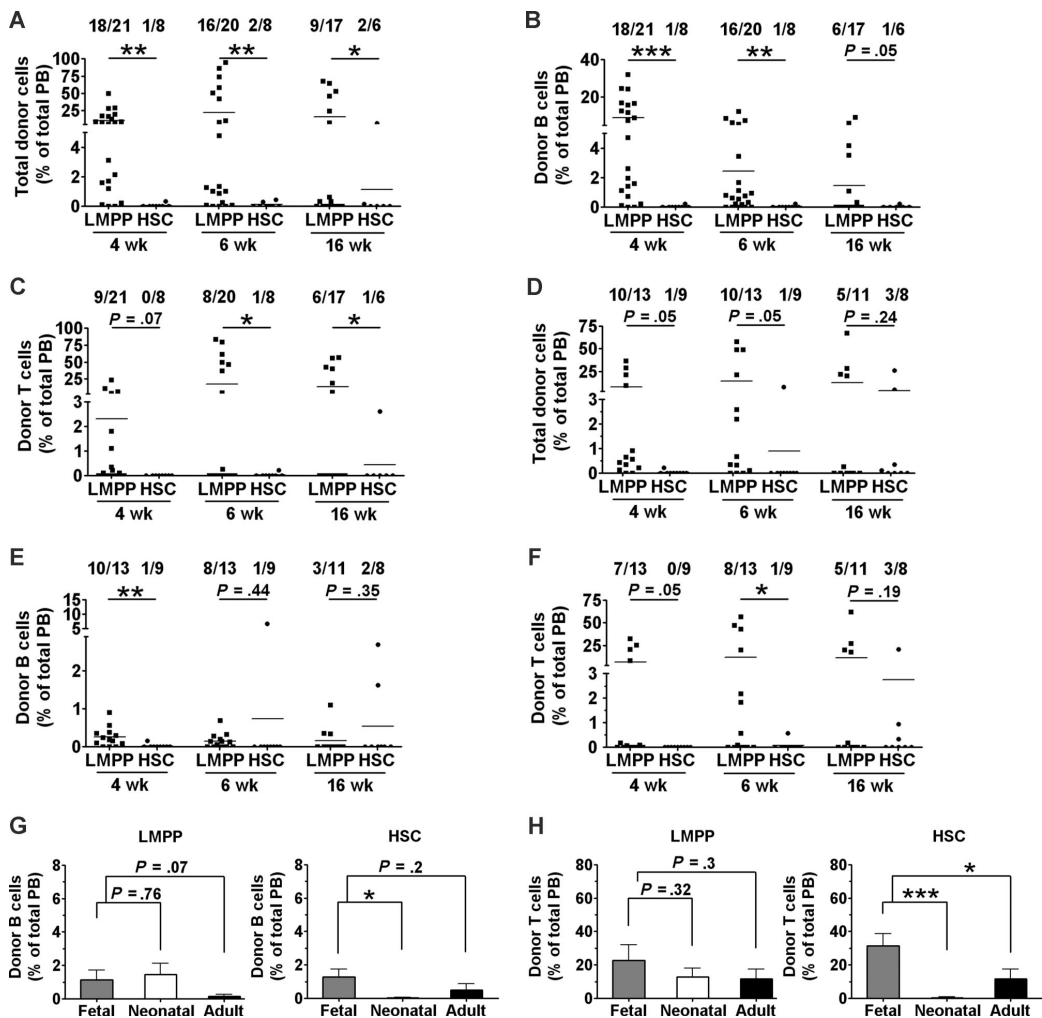 A
18/21 1/8 16/20 2/8 9/17 2/6
** ** *
Total donor cells
(% of total PB)
100
75
50
25
4
2
0
LMPP HSC LMPP HSC LMPP HSC
4 wk 6 wk 16 wk
B
18/21 1/8 16/20 1/8 6/17 1/6
*** ** P = .05
Donor B cells
(% of total PB)
40
20
4
2
0
LMPP HSC LMPP HSC LMPP HSC
4 wk 6 wk 16 wk
C
9/21 0/8 8/20 1/8 6/17 1/6
P = .07 * *
Donor T cells
(% of total PB)
100
75
50
25
3
2
1
0
LMPP HSC LMPP HSC LMPP HSC
4 wk 6 wk 16 wk
D
10/13 1/9 10/13 1/9 5/11 3/8
P = .05 P = .05 P = .24
Total donor cells
(% of total PB)
75
50
25
3
2
1
0
LMPP HSC LMPP HSC LMPP HSC
4 wk 6 wk 16 wk
E
10/13 1/9 8/13 1/9 3/11 2/8
** P = .44 P = .35
Donor B cells
(% of total PB)
15
10
5
2
1
0
LMPP HSC LMPP HSC LMPP HSC
4 wk 6 wk 16 wk
F
7/13 0/9 8/13 1/9 5/11 3/8
P = .05 * P = .19
Donor T cells
(% of total PB)
75
50
25
3
2
1
0
LMPP HSC LMPP HSC LMPP HSC
4 wk 6 wk 16 wk
G
LMPP
Donor B cells
(% of total PB)
8
6
4
2
0
P = .07
P = .76
Fetal Neonatal Adult
HSC
Donor B cells
(% of total PB)
8
6
4
2
0
P = .2
*
Fetal Neonatal Adult
H
LMPP
Donor T cells
(% of total PB)
80
60
40
20
0
P = .3
P = .32
Fetal Neonatal Adult
HSC
Donor T cells
(% of total PB)
80
60
40
20
0
*
***
Fetal Neonatal Adult